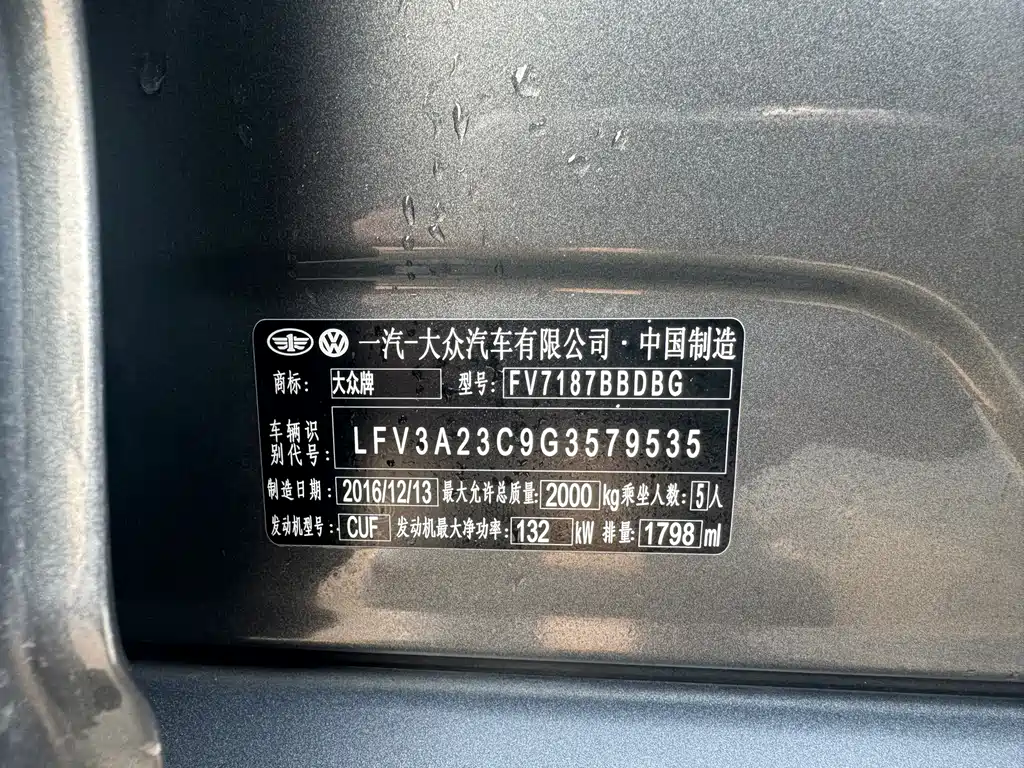 一汽-大众汽车有限公司·中国制造
商标: 大众牌 型号: FV7187BBDBG
车辆识
别代号: LFV3A23C9G3579535
制造日期: 2016/12/13 最大允许总质量: 2000 kg 乘坐人数: 5 人
发动机型号: CUF 发动机最大净功率: 132 kW 排量: 1798 ml